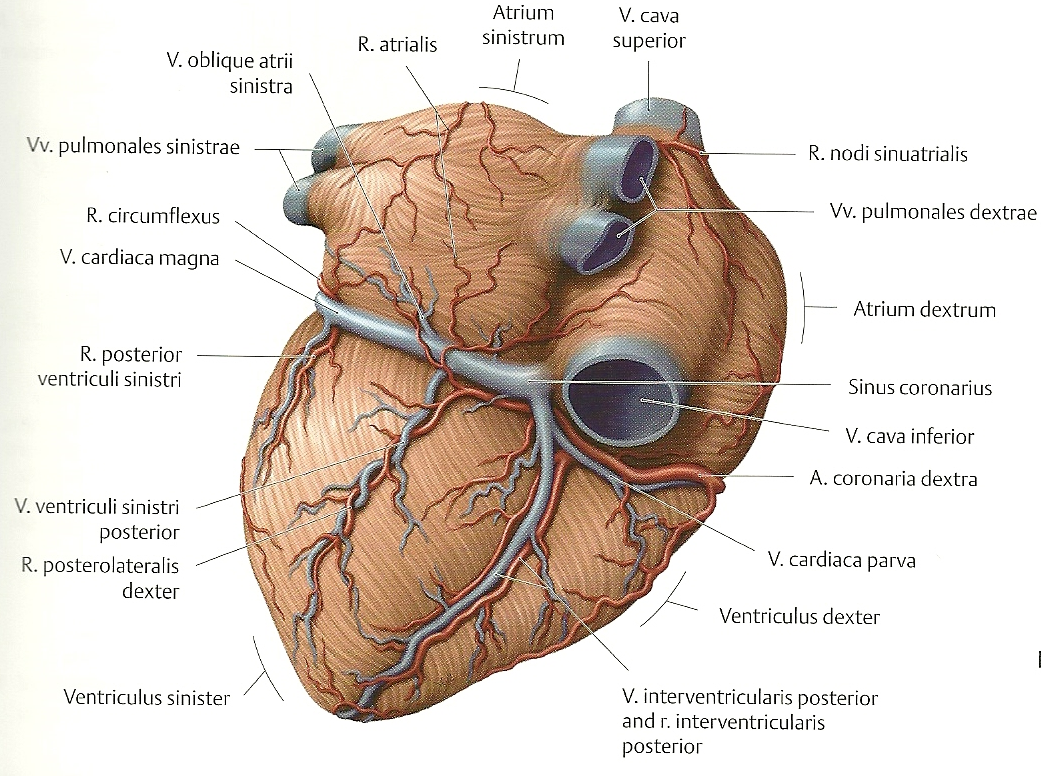 Atrium
sinistrum
V. cava
superior
R. atrialis
V. oblique atrii
sinistra
Vv. pulmonales sinistrae
R. nodi sinuatrialis
R. circumflexus
Vv. pulmonales dextrae
V. cardiaca magna
Atrium dextrum
R. posterior
ventriculi sinistri
Sinus coronarius
V. cava inferior
A. coronaria dextra
V. ventriculi sinistri
posterior
R. posterolateralis
dexter
V. cardiaca parva
Ventriculus dexter
Ventriculus sinister
V. interventricularis posterior
and r. interventricularis
posterior